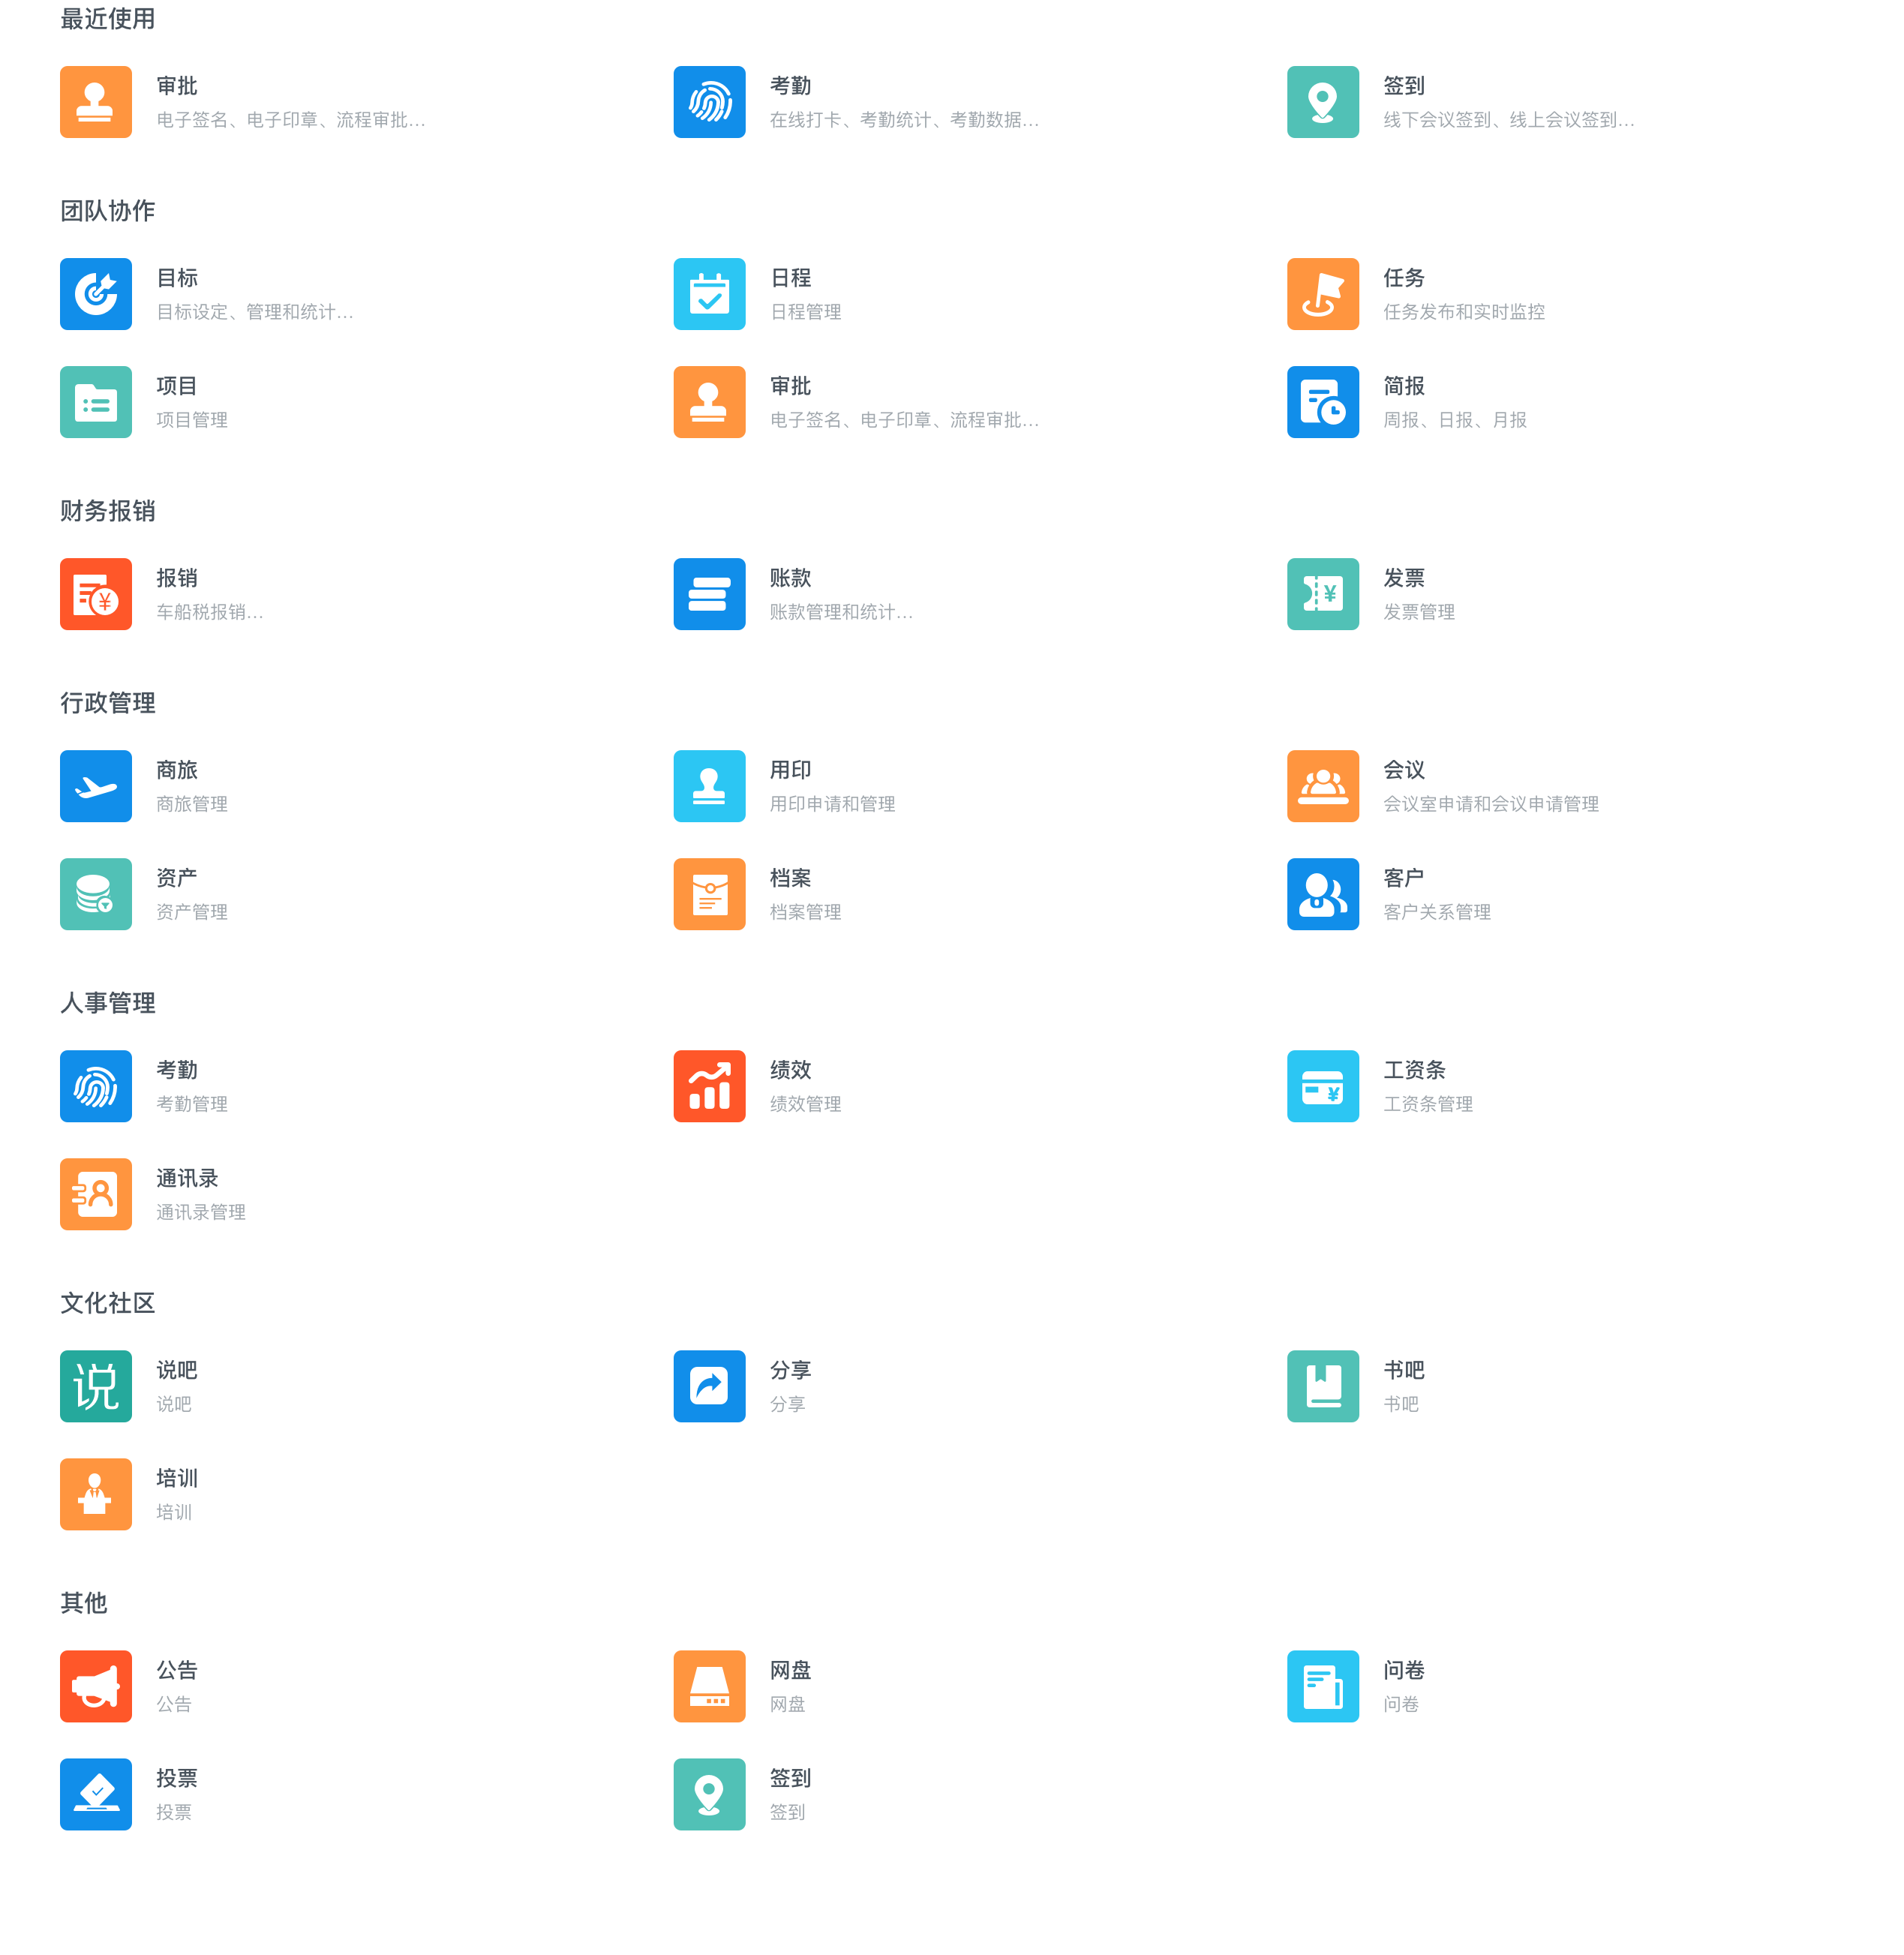 最近使用
审批
电子签名、电子印章、流程审批...
考勤
在线打卡、考勤统计、考勤数据...
签到
线下会议签到、线上会议签到...
团队协作
目标
目标设定、管理和统计...
日程
日程管理
任务
任务发布和实时监控
项目
项目管理
审批
电子签名、电子印章、流程审批...
简报
周报、日报、月报
财务报销
¥
报销
车船税报销...
账款
账款管理和统计...
¥
发票
发票管理
行政管理
商旅
商旅管理
用印
用印申请和管理
会议
会议室申请和会议申请管理
资产
资产管理
档案
档案管理
客户
客户关系管理
人事管理
考勤
考勤管理
绩效
绩效管理
¥
工资条
工资条管理
通讯录
通讯录管理
文化社区
说
说吧
说吧
分享
分享
书吧
书吧
培训
培训
其他
公告
公告
网盘
网盘
问卷
问卷
投票
投票
签到
签到